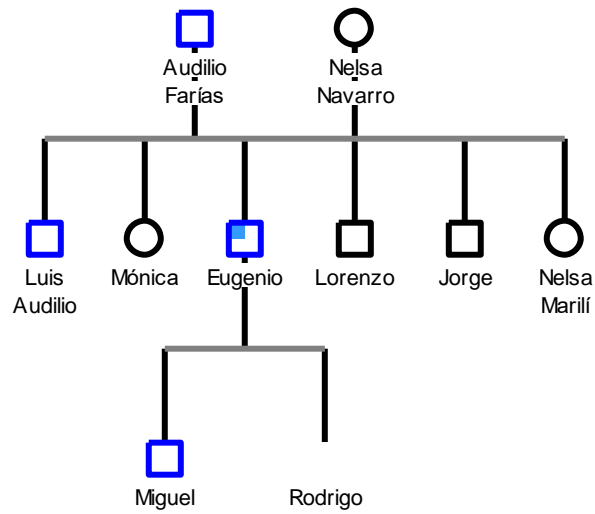 Audilio
Farías
Nelsa
Navarro
Luis
Audilio
Mónica
Eugenio
Lorenzo
Jorge
Nelsa
Marilí
Miguel
Rodrigo